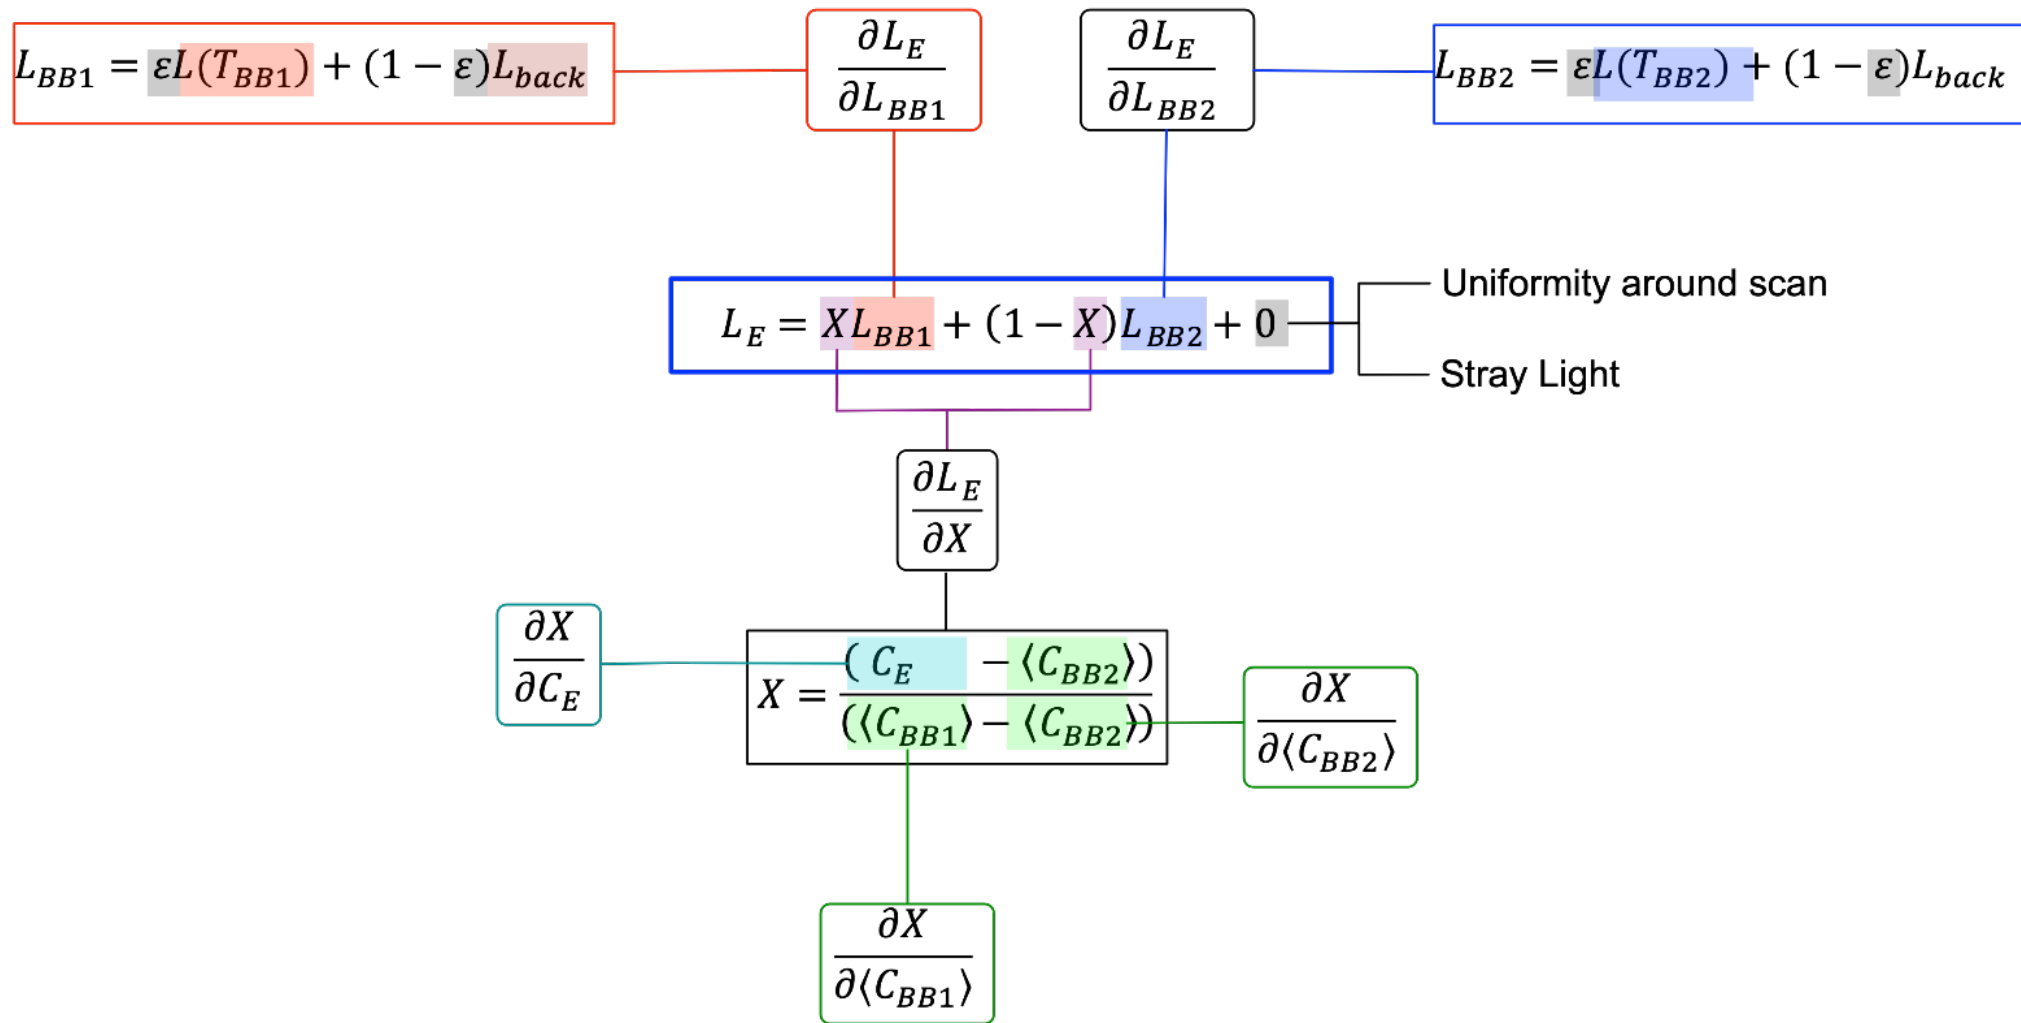 L_BB1 = εL(T_BB1) + (1 − ε)L_back
∂L_E / ∂L_BB1
∂L_E / ∂L_BB2
L_BB2 = εL(T_BB2) + (1 − ε)L_back
L_E = XL_BB1 + (1 − X)L_BB2 + 0
Uniformity around scan
Stray Light
∂L_E / ∂X
∂X / ∂C_E
X = (C_E − ⟨C_BB2⟩) / (⟨C_BB1⟩ − ⟨C_BB2⟩)
∂X / ∂⟨C_BB2⟩
∂X / ∂⟨C_BB1⟩